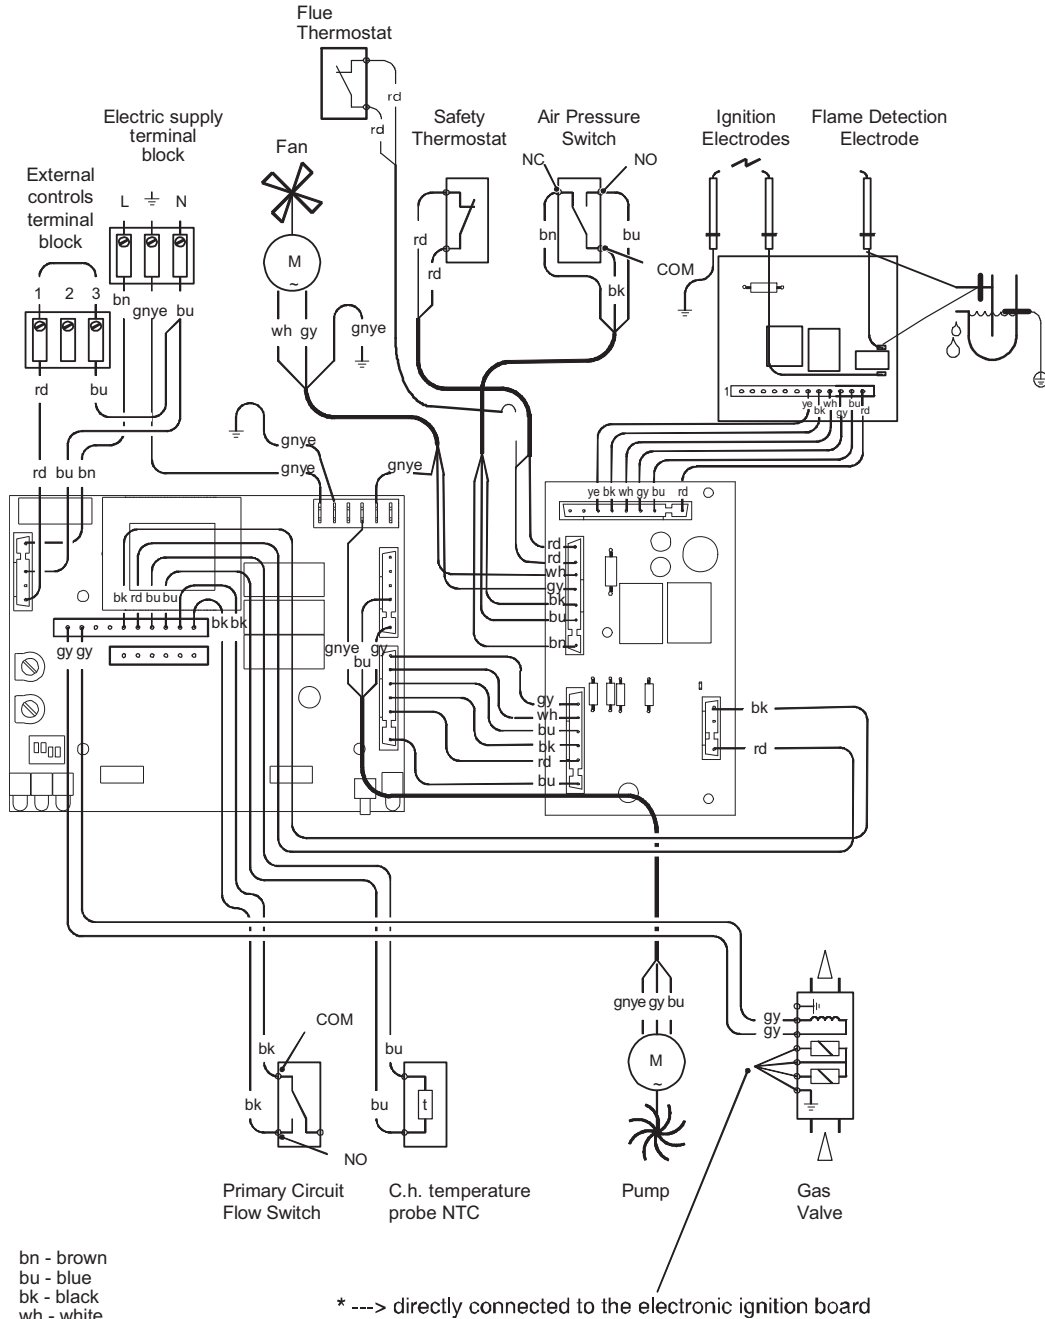 Flue
Thermostat
rd
rd
Electric supply
terminal
block
Fan
Safety
Thermostat
Air Pressure
Switch
Ignition
Electrodes
Flame Detection
Electrode
NC
NO
External
controls
terminal
block
L
N
M
~
rd
rd
bn
bu
COM
bk
1
2
3
bn
gnye
bu
wh
gy
gnye
rd
bu
1
ye
bk
wh
gy
bu
rd
gnye
gnye
gnye
rd
bu
bn
ye
bk
wh
gy
bu
rd
rd
rd
wh
gy
bk
bu
bn
bk
rd
bu
bu
bk
bk
gy
gy
gnye
bu
gy
gy
wh
bu
bk
rd
bu
bk
rd
gnye
gy
bu
gy
gy
COM
bk
bu
M
~
bk
bu
t
NO
Primary Circuit
Flow Switch
C.h. temperature
probe NTC
Pump
Gas
Valve
bn - brown
bu - blue
bk - black
wh - white
* ---> directly connected to the electronic ignition board